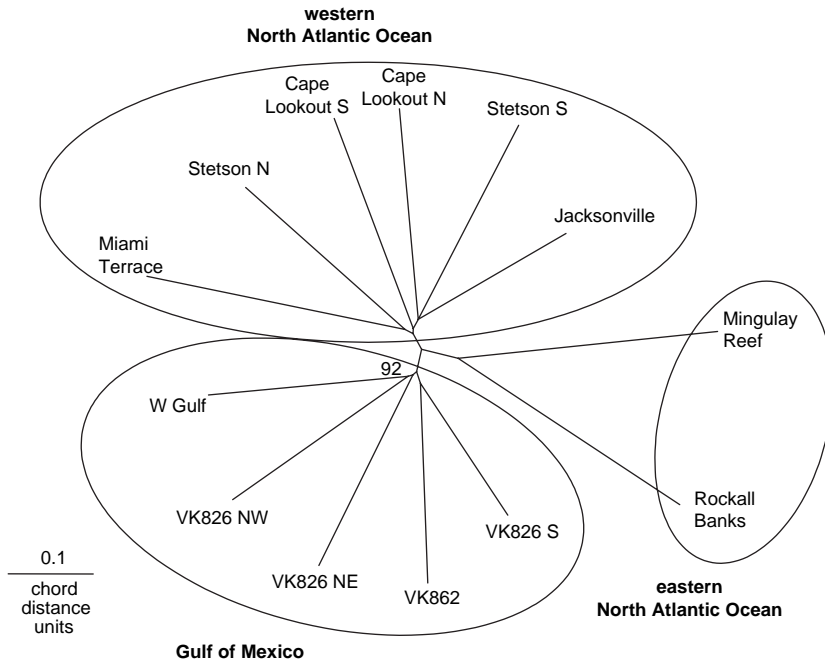 western
North Atlantic Ocean
Cape
Lookout S
Cape
Lookout N
Stetson S
Stetson N
Jacksonville
Miami
Terrace
Mingulay
Reef
92
W Gulf
VK826 NW
VK826 S
Rockall
Banks
VK826 NE
VK862
0.1
chord
distance
units
eastern
North Atlantic Ocean
Gulf of Mexico